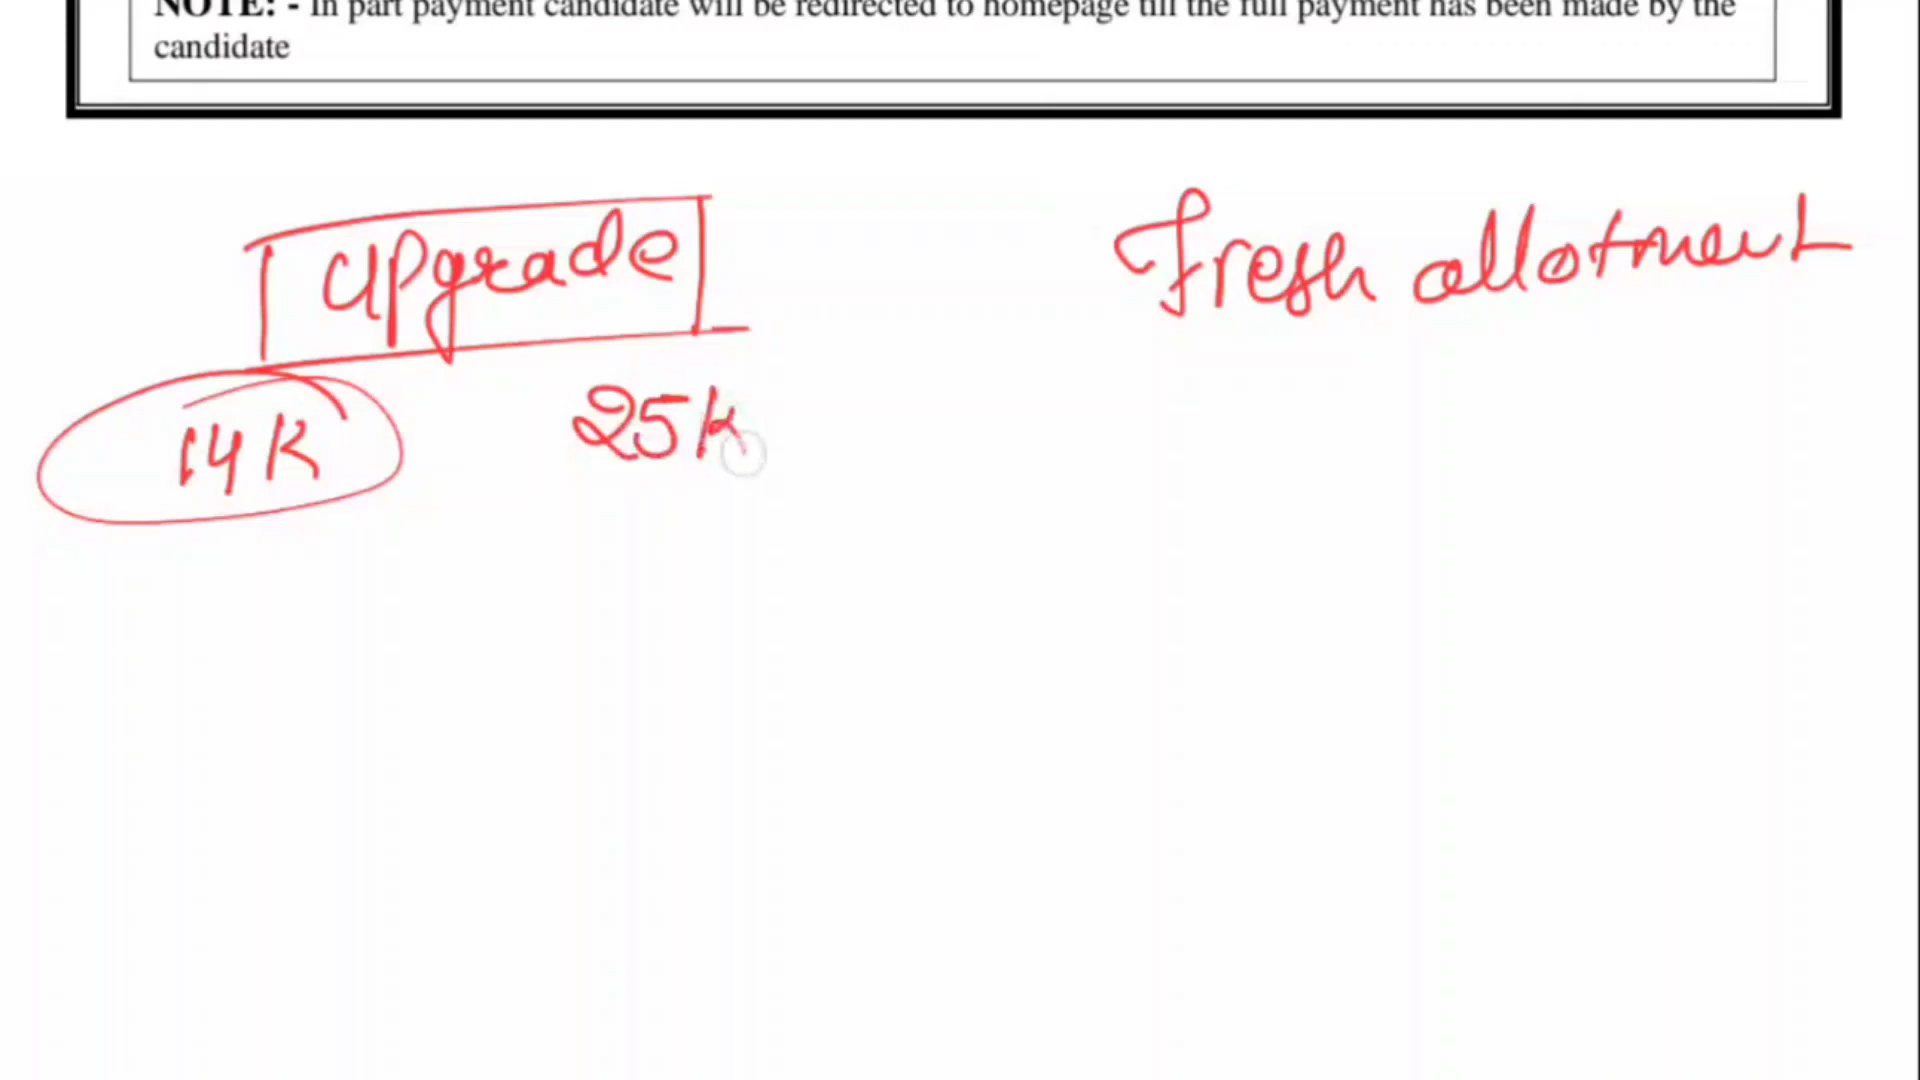 NOTE: - In part payment candidate will be redirected to homepage till the full payment has been made by the
candidate
Upgrade
Fresh allotment
14K
25K